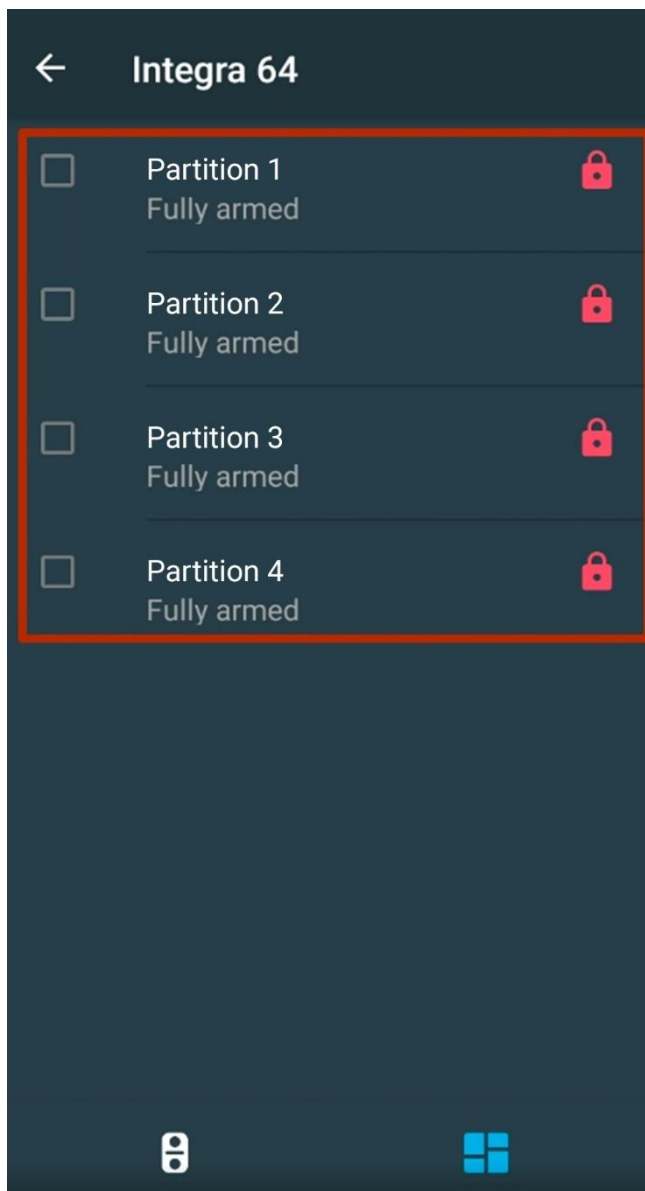 Integra 64
Partition 1
Fully armed
Partition 2
Fully armed
Partition 3
Fully armed
Partition 4
Fully armed